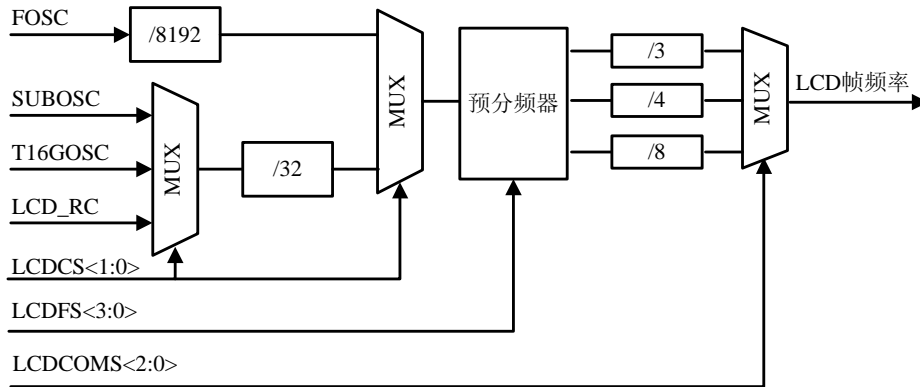 FOSC
/8192
SUBOSC
T16GOSC
LCD_RC
MUX
/32
MUX
预分频器
/3
/4
/8
MUX
LCD帧频率
LCDCS<1:0>
LCDFS<3:0>
LCDCOMS<2:0>